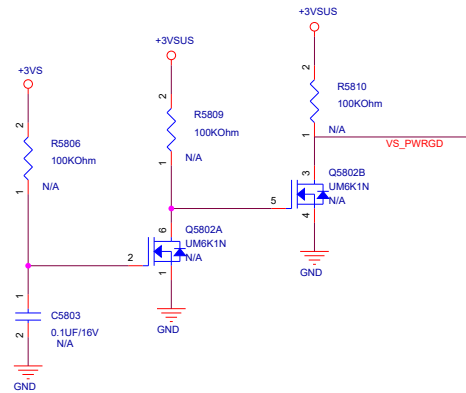 +3VSUS
+3VSUS
+3VS
2
R5810
100KOhm
1
N/A
VS_PWRGD
2
R5809
100KOhm
1
N/A
2
R5806
100KOhm
1
N/A
3
Q5802B
UM6K1N
N/A
5
4
GND
6
Q5802A
UM6K1N
N/A
2
1
GND
1
C5803
2
0.1UF/16V
N/A
GND